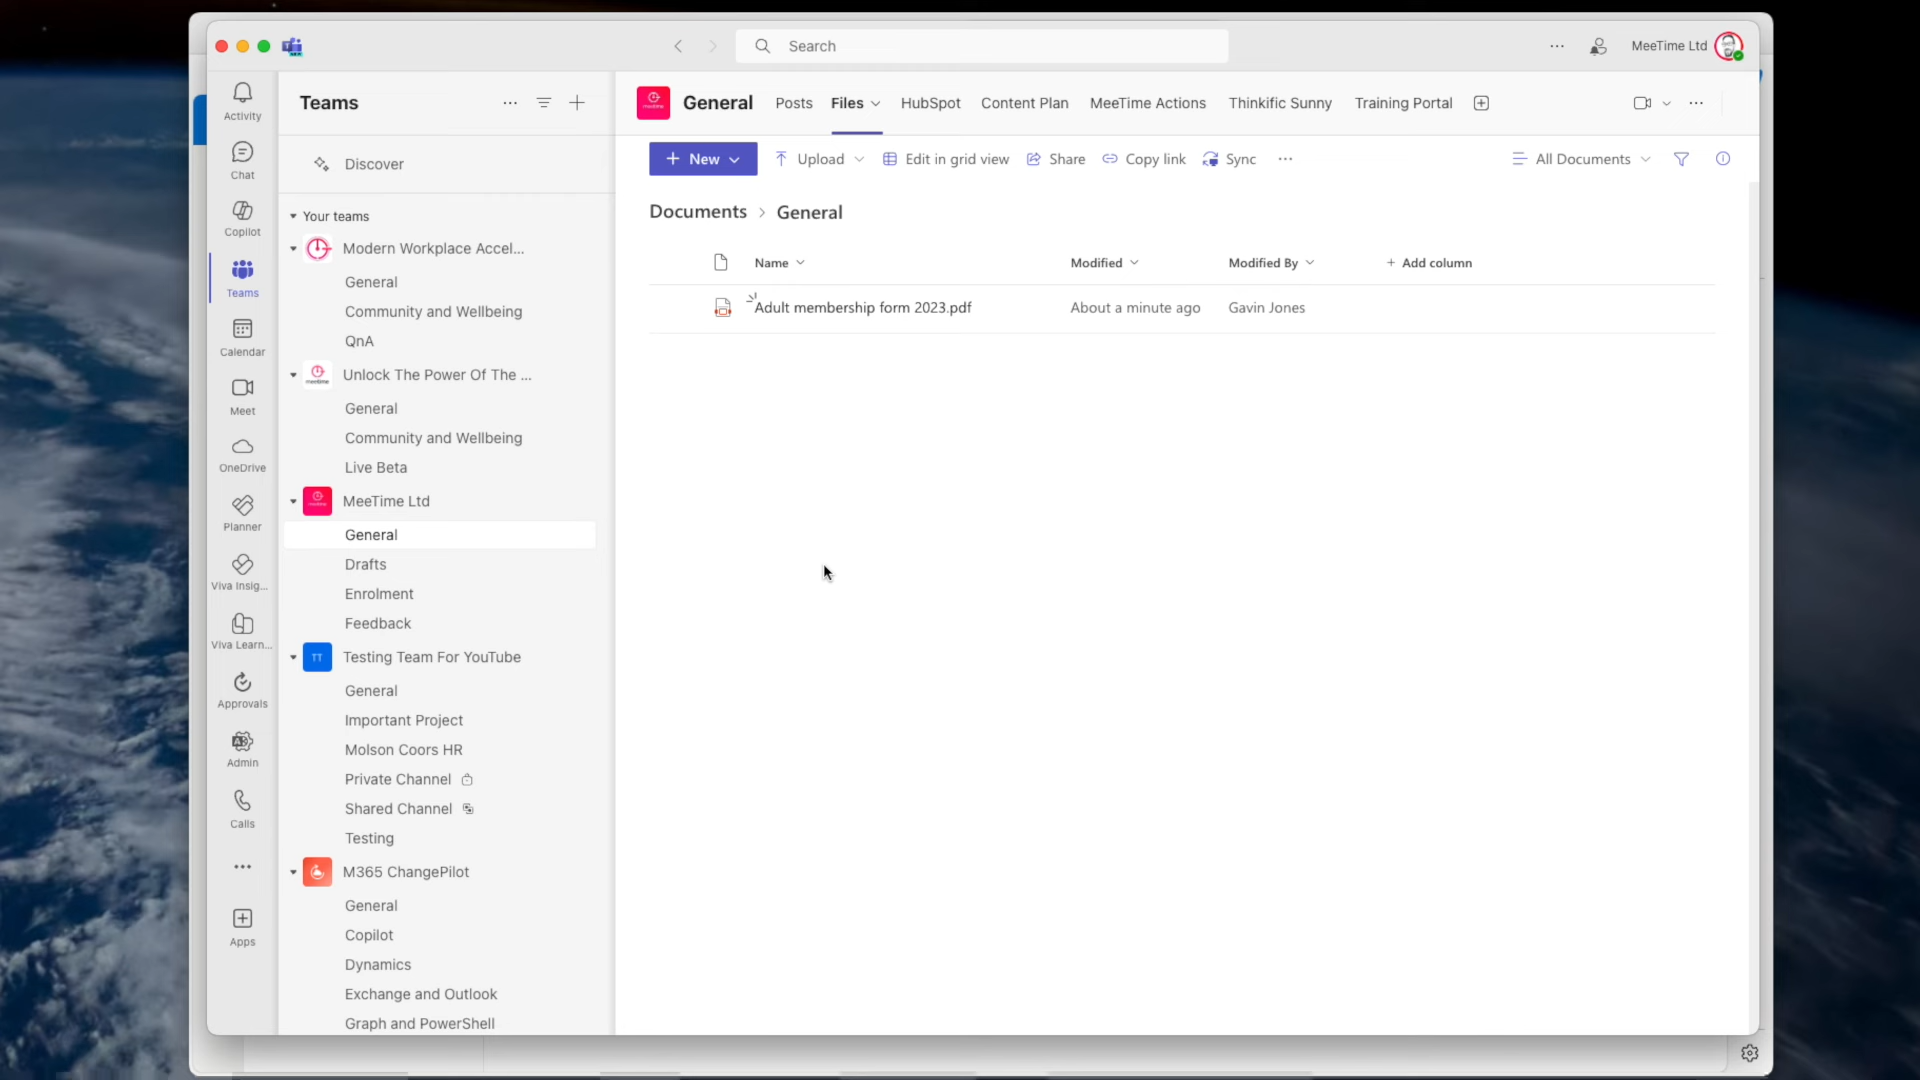 Search
MeeTime Ltd
Activity
Chat
Copilot
Teams
Calendar
Meet
OneDrive
Planner
Viva Insig...
Viva Learn...
Approvals
Admin
Calls
Apps
Teams
Discover
Your teams
Modern Workplace Accel...
General
Community and Wellbeing
QnA
Unlock The Power Of The ...
General
Community and Wellbeing
Live Beta
MeeTime Ltd
General
Drafts
Enrolment
Feedback
TT Testing Team For YouTube
General
Important Project
Molson Coors HR
Private Channel
Shared Channel
Testing
M365 ChangePilot
General
Copilot
Dynamics
Exchange and Outlook
Graph and PowerShell
General Posts Files HubSpot Content Plan MeeTime Actions Thinkific Sunny Training Portal
New Upload Edit in grid view Share Copy link Sync All Documents
Documents > General
Name Modified Modified By + Add column
Adult membership form 2023.pdf About a minute ago Gavin Jones